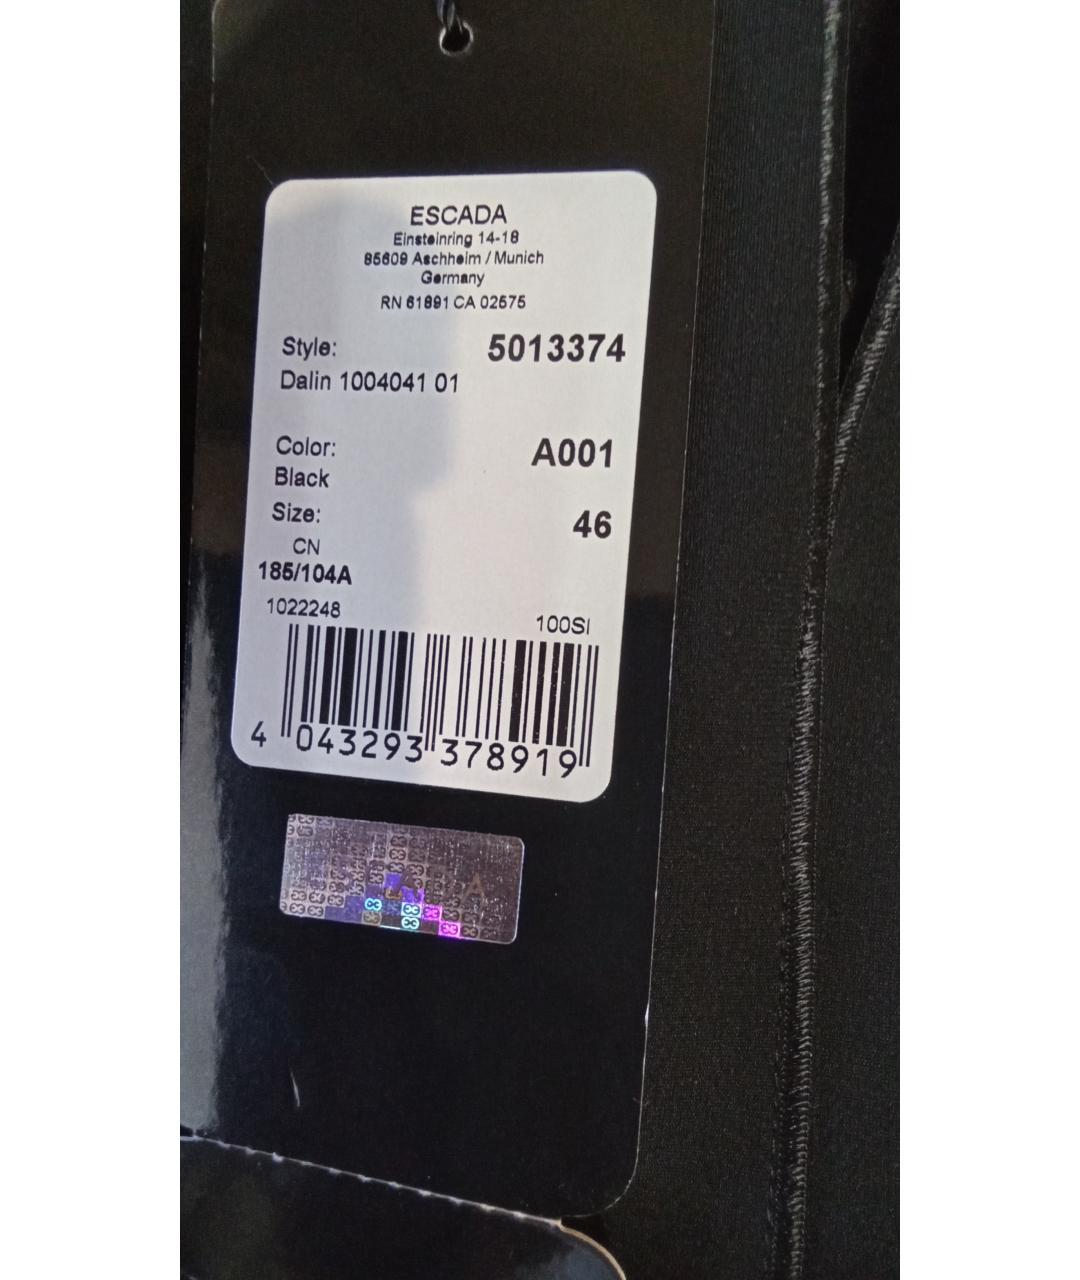 ESCADA
Einsteinring 14-18
85609 Aschheim / Munich
Germany
RN 61891 CA 02575
Style: 5013374
Dalin 1004041 01
Color: A001
Black
Size: 46
CN
185/104A
1022248 100SI
4 043293 378919